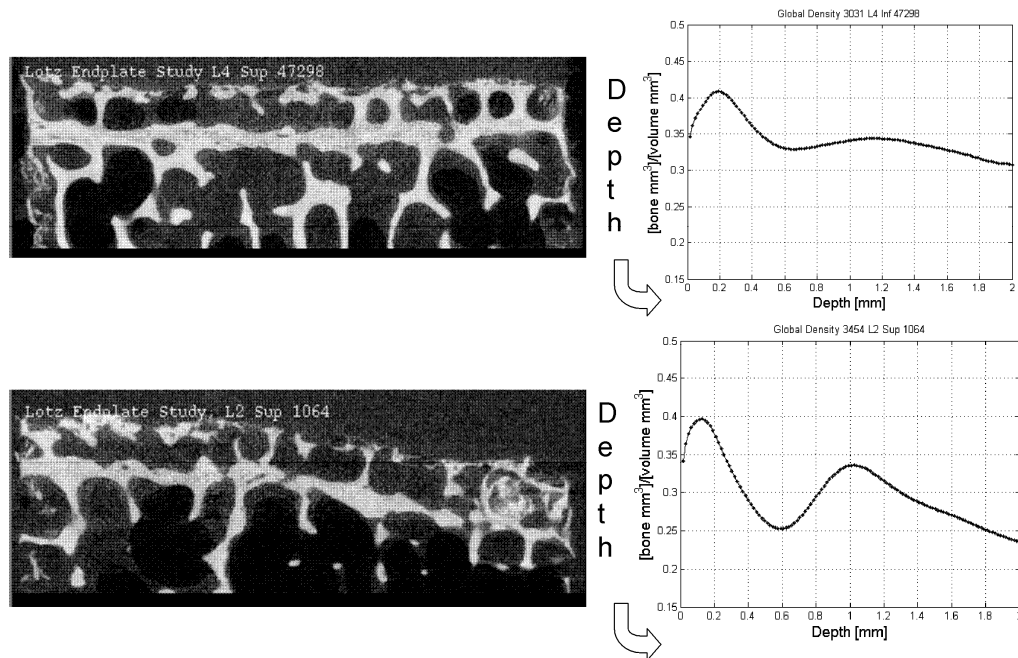 Global Density 3031 L4 Inf 47298
Lotz Endplate Study L4 Sup 47298
Depth
[bone mm³]/[volume mm³]
0.5
0.45
0.4
0.35
0.3
0.25
0.2
0.15
0 0.2 0.4 0.6 0.8 1 1.2 1.4 1.6 1.8 2
Depth [mm]
Global Density 3454 L2 Sup 1064
Lotz Endplate Study, L2 Sup 1064
Depth
[bone mm³]/[volume mm³]
0.5
0.45
0.4
0.35
0.3
0.25
0.2
0.15
0 0.2 0.4 0.6 0.8 1 1.2 1.4 1.6 1.8
Depth [mm]